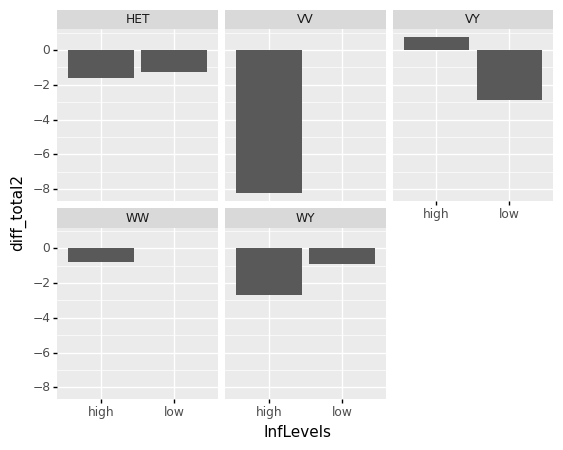 HET VV VY
0
−2
−4
−6
−8
high low
WW WY
0
−2
−4
−6
−8
high low high low
InfLevels
diff_total2